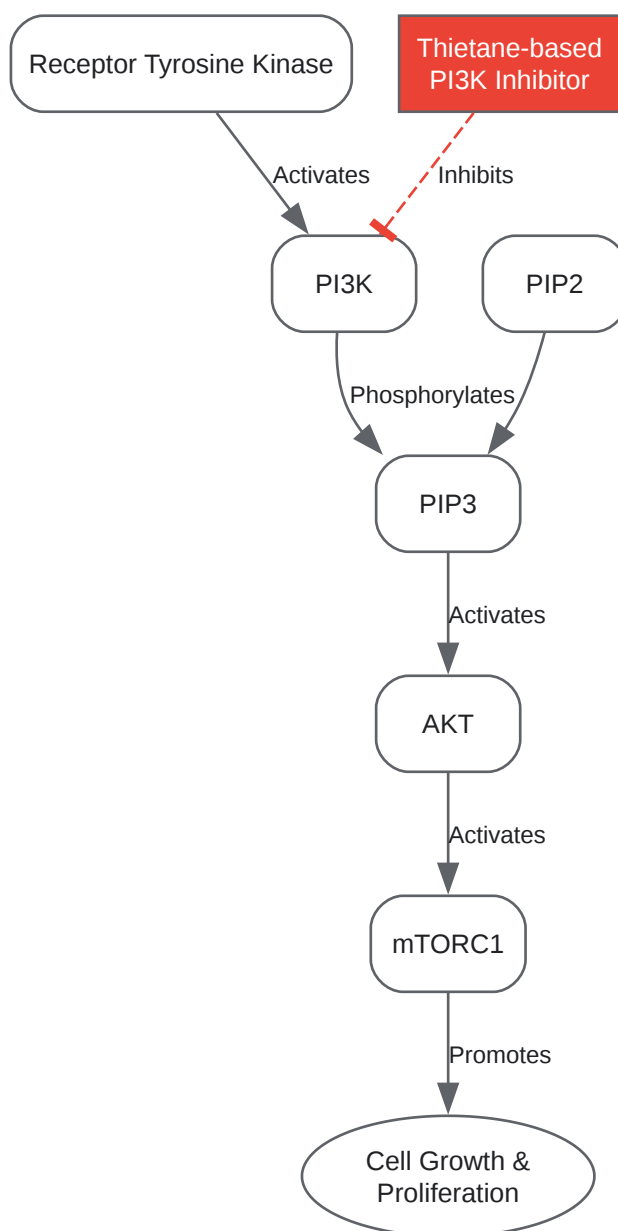 Receptor Tyrosine Kinase
Thietane-based
PI3K Inhibitor
Activates
Inhibits
PI3K
PIP2
Phosphorylates
PIP3
Activates
AKT
Activates
mTORC1
Promotes
Cell Growth &
Proliferation